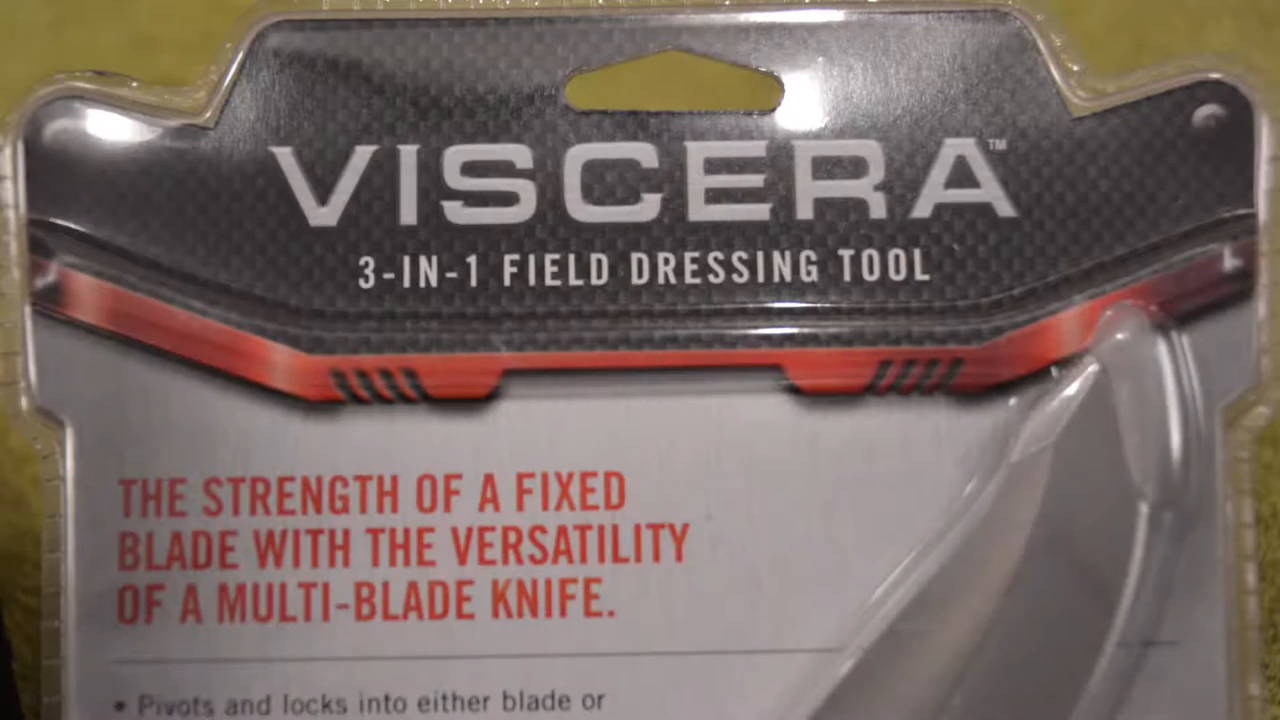 VISCERA™
3-IN-1 FIELD DRESSING TOOL
THE STRENGTH OF A FIXED
BLADE WITH THE VERSATILITY
OF A MULTI-BLADE KNIFE.
• Pivots and locks into either blade or